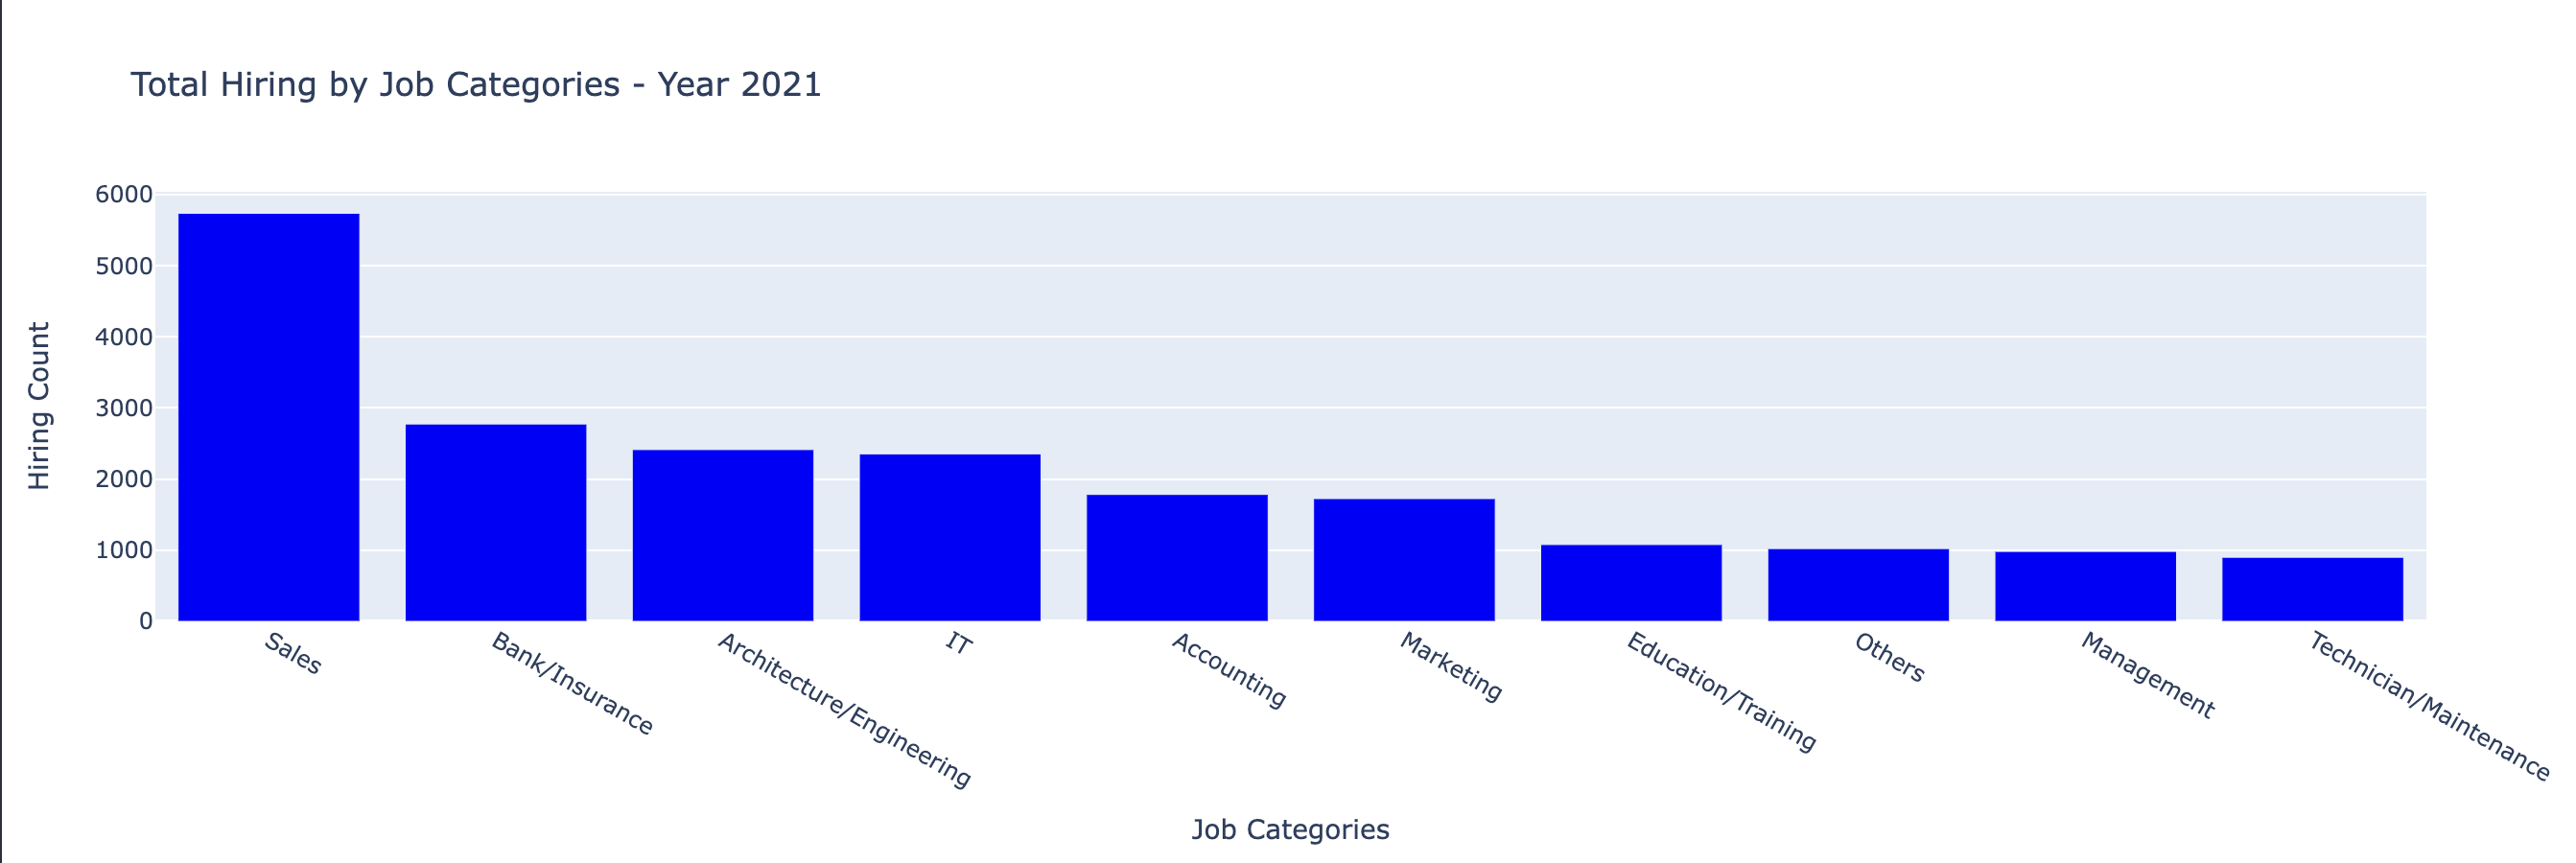 Total Hiring by Job Categories - Year 2021
6000
5000
4000
3000
2000
1000
0
Hiring Count
Sales
Bank/Insurance
Architecture/Engineering
IT
Accounting
Marketing
Education/Training
Others
Management
Technician/Maintenance
Job Categories